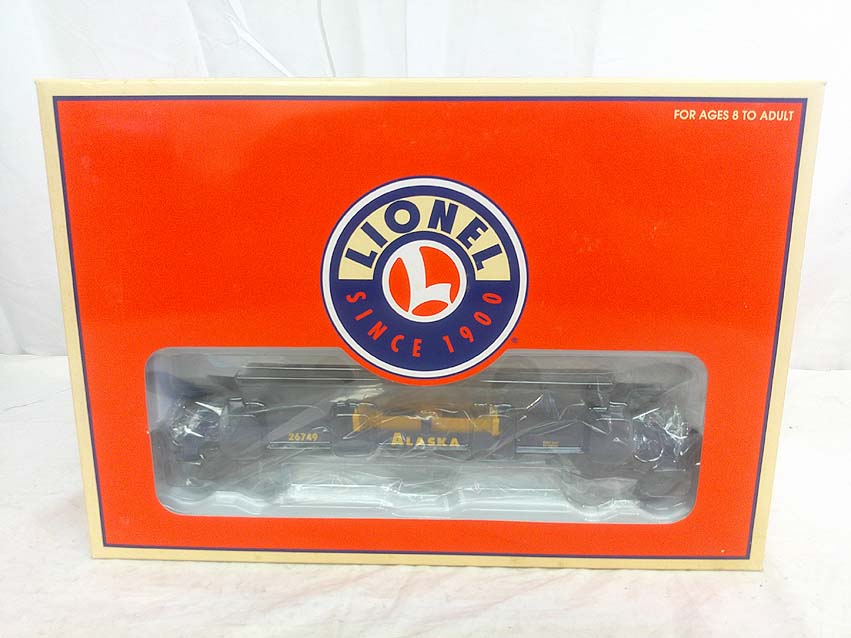 FOR AGES 8 TO ADULT
LIONEL
L
SINCE 1900
®
26749
ALASKA